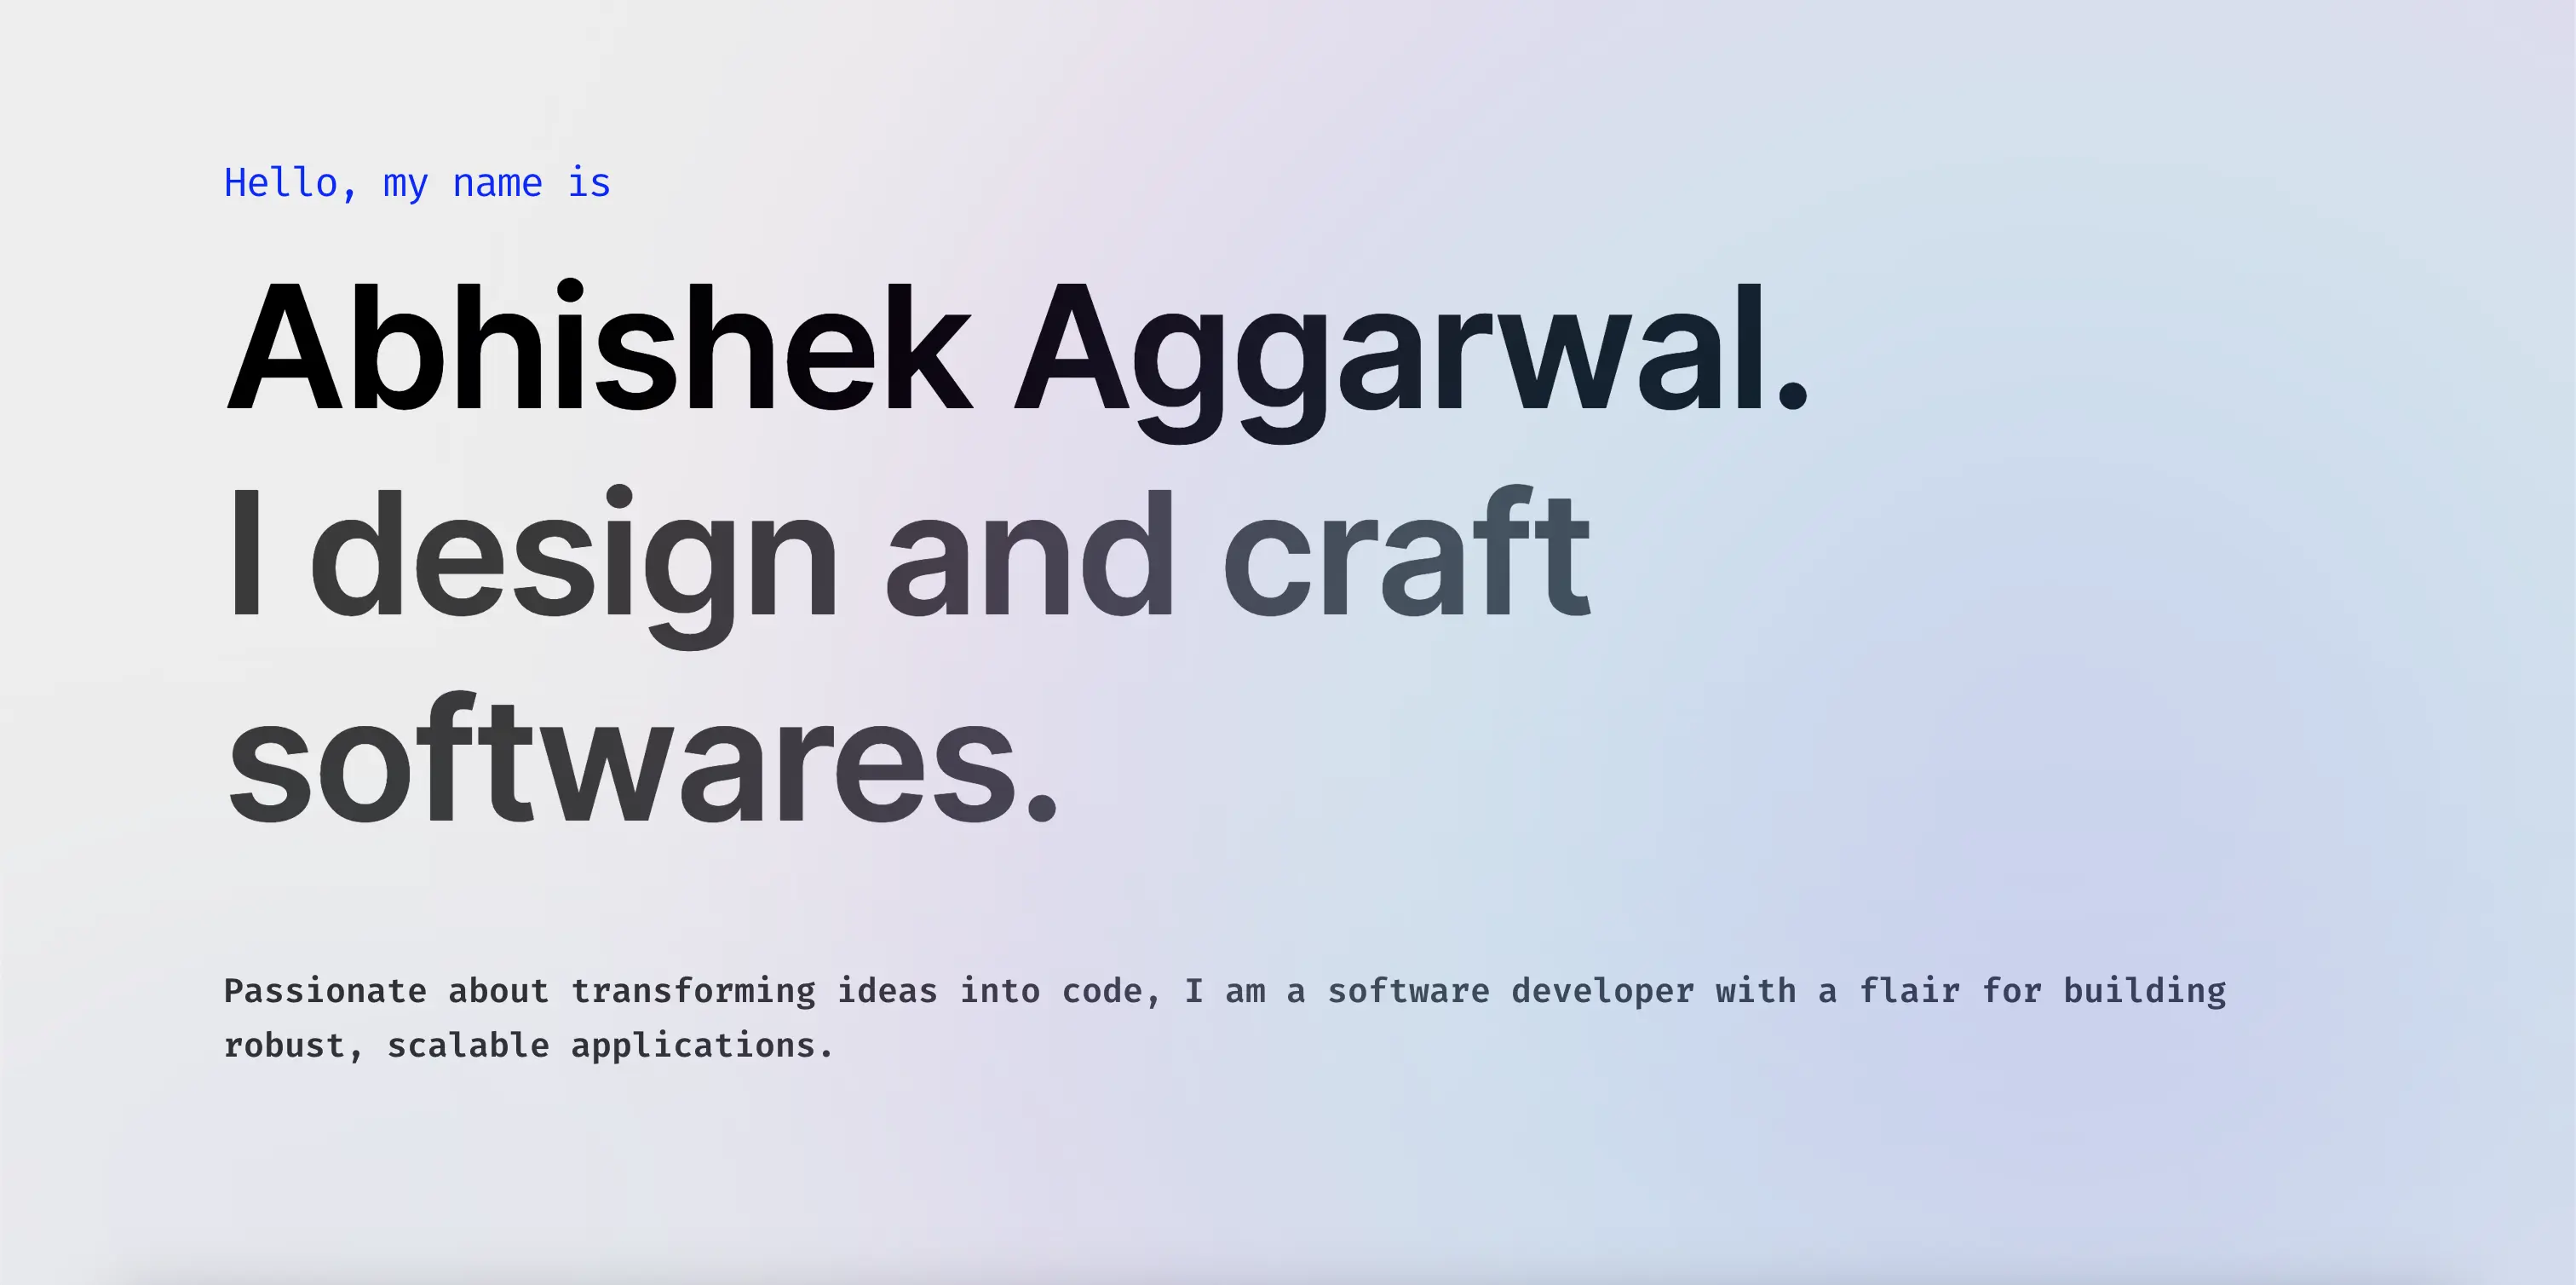 Hello, my name is
Abhishek Aggarwal.
I design and craft
softwares.
Passionate about transforming ideas into code, I am a software developer with a flair for building
robust, scalable applications.